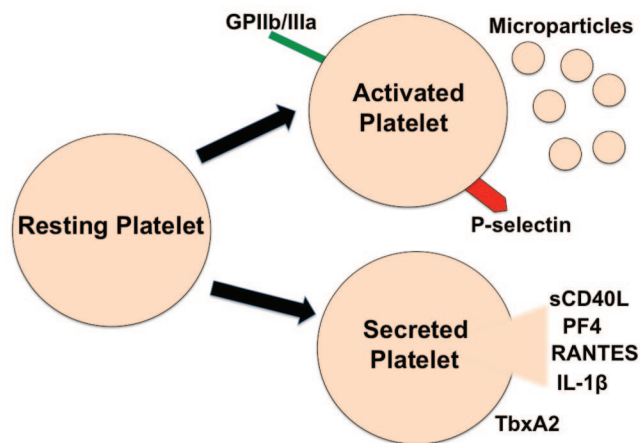 GPIIb/IIIa
Microparticles
Activated
Platelet
Resting Platelet
P-selectin
Secreted
Platelet
sCD40L
PF4
RANTES
IL-1β
TbxA2